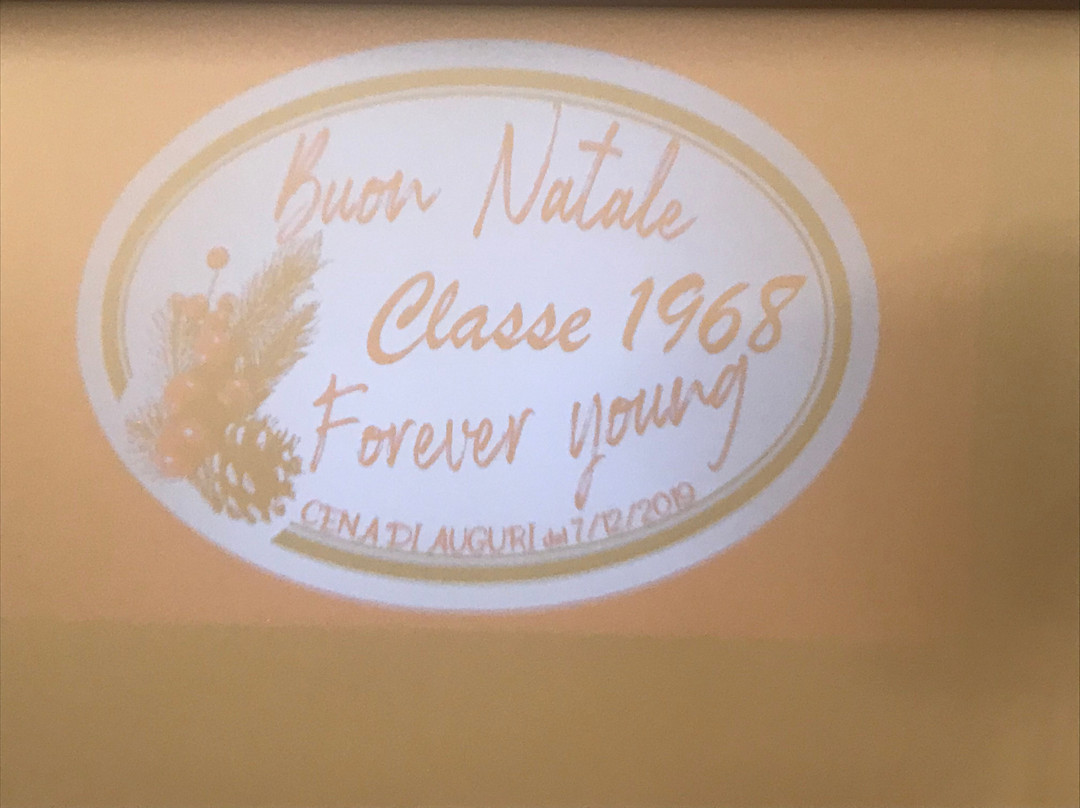 Buon Natale
Classe 1968
Forever young
CENA DI AUGURI del 7/12/2019